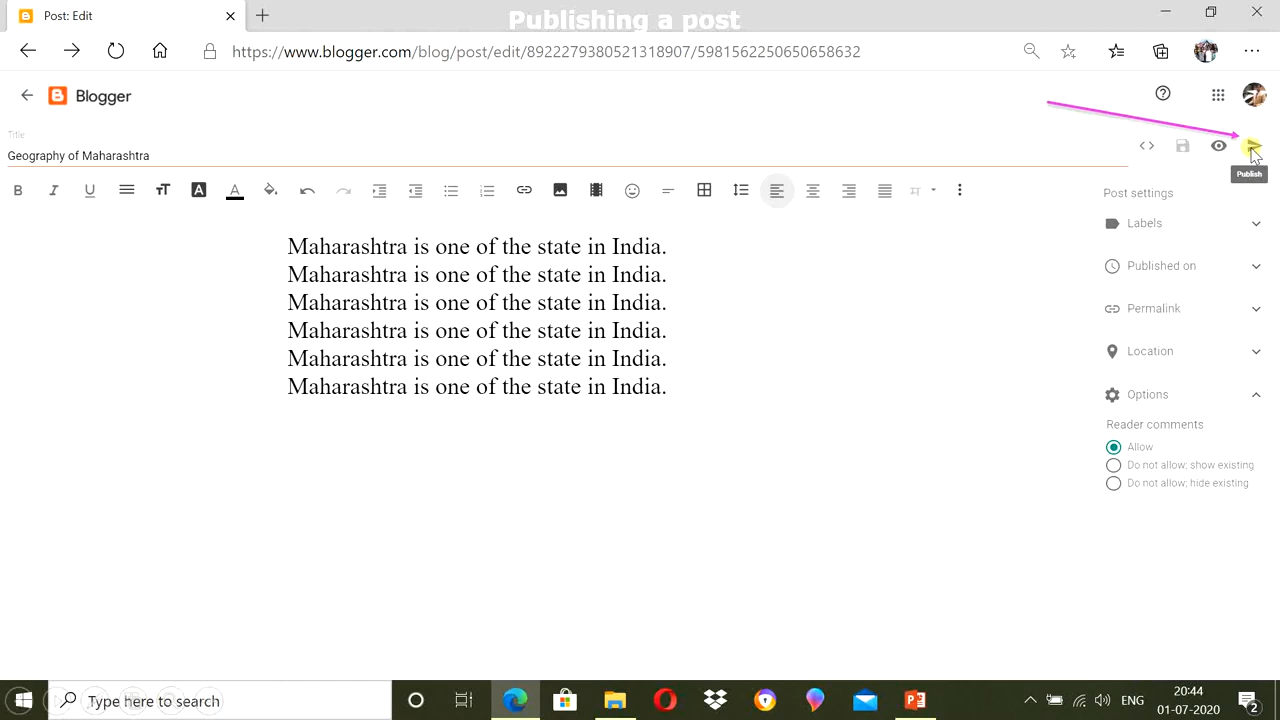 Post: Edit
Publishing a post
https://www.blogger.com/blog/post/edit/8922279380521318907/5981562250650658632
Blogger
Title
Geography of Maharashtra
Publish
Post settings
Maharashtra is one of the state in India.
Maharashtra is one of the state in India.
Maharashtra is one of the state in India.
Maharashtra is one of the state in India.
Maharashtra is one of the state in India.
Maharashtra is one of the state in India.
Labels
Published on
Permalink
Location
Options
Reader comments
Allow
Do not allow; show existing
Do not allow; hide existing
Type here to search
ENG
20:44
01-07-2020
2